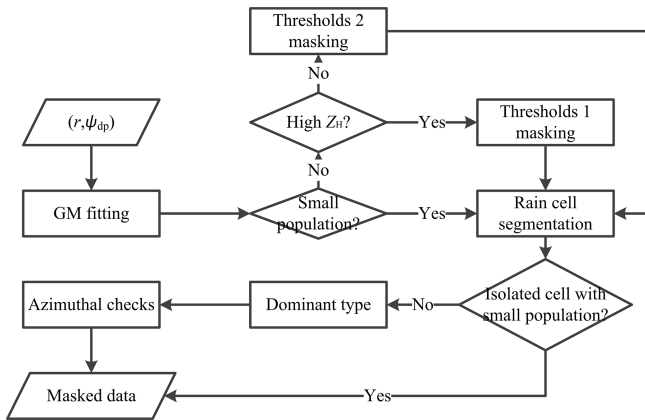 Thresholds 2
masking
No
(r,ψdp)
High ZH?
Yes
Thresholds 1
masking
No
GM fitting
Small
population?
Yes
Rain cell
segmentation
Azimuthal checks
Dominant type
No
Isolated cell with
small population?
Masked data
Yes